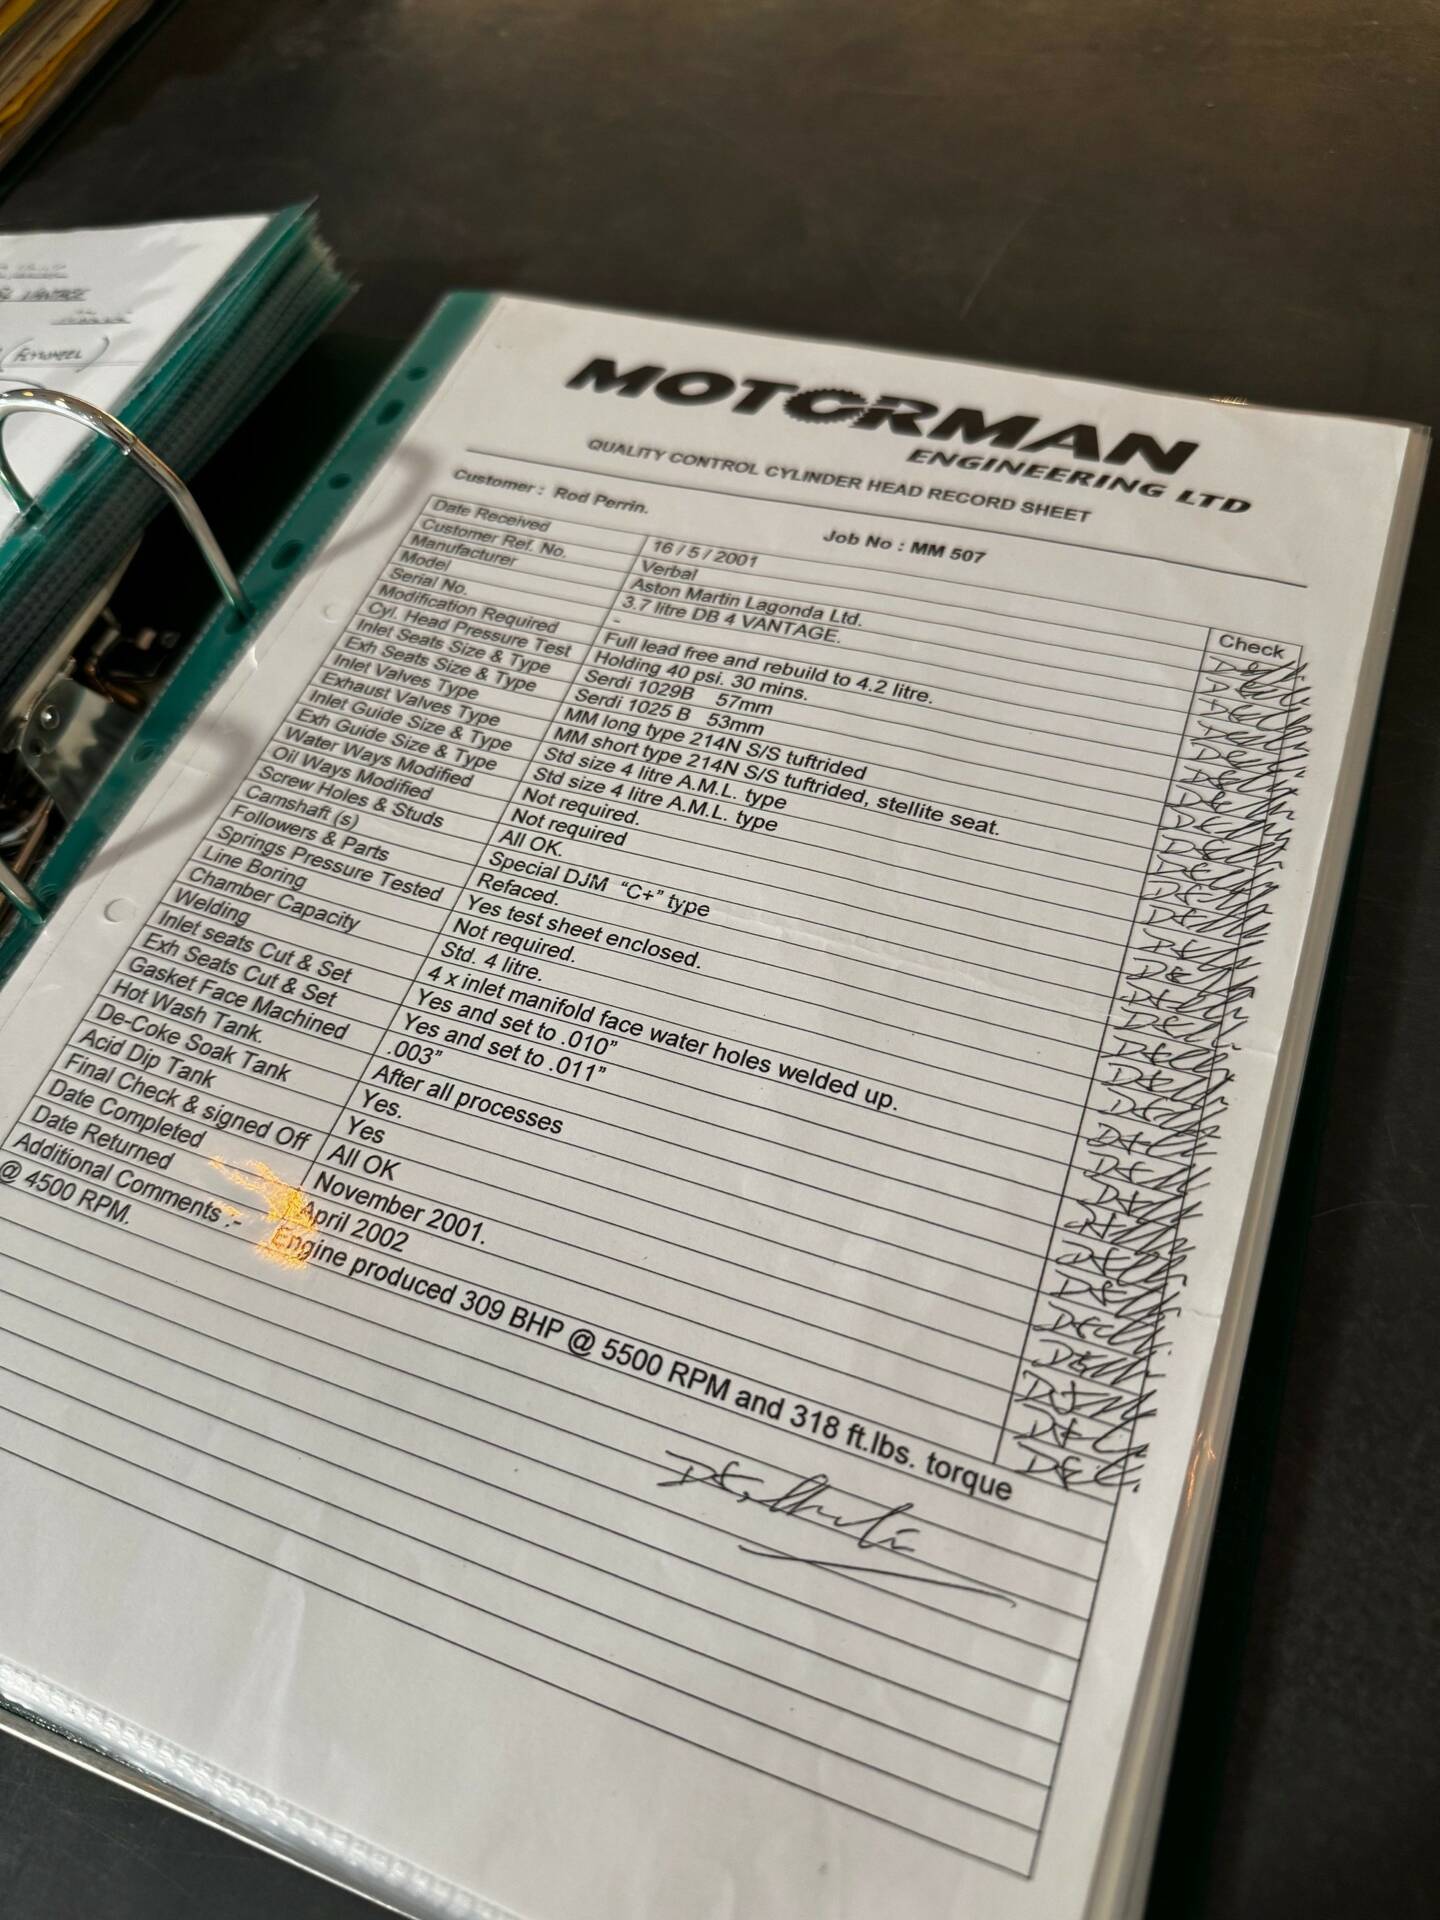 VANTAGE
(FLYWHEEL)
MOTORMAN
ENGINEERING LTD
QUALITY CONTROL CYLINDER HEAD RECORD SHEET
Customer : Rod Perrin. Job No : MM 507
Check
Date Received 16 / 5 / 2001
Customer Ref. No. Verbal
Manufacturer Aston Martin Lagonda Ltd.
Model 3.7 litre DB 4 VANTAGE.
Serial No. -
Modification Required Full lead free and rebuild to 4.2 litre.
Cyl. Head Pressure Test Holding 40 psi. 30 mins.
Inlet Seats Size & Type Serdi 1029B 57mm
Exh Seats Size & Type Serdi 1025 B 53mm
Inlet Valves Type MM long type 214N S/S tuftrided
Exhaust Valves Type MM short type 214N S/S tuftrided, stellite seat.
Inlet Guide Size & Type Std size 4 litre A.M.L. type
Exh Guide Size & Type Std size 4 litre A.M.L. type
Water Ways Modified Not required.
Oil Ways Modified Not required
Screw Holes & Studs All OK.
Camshaft (s) Special DJM "C+" type
Followers & Parts Refaced.
Springs Pressure Tested Yes test sheet enclosed.
Line Boring Not required.
Chamber Capacity Std. 4 litre.
Welding 4 x inlet manifold face water holes welded up.
Inlet seats Cut & Set Yes and set to .010"
Exh Seats Cut & Set Yes and set to .011"
Gasket Face Machined .003"
Hot Wash Tank. After all processes
De-Coke Soak Tank Yes.
Acid Dip Tank Yes
Final Check & signed Off All OK
Date Completed November 2001.
Date Returned April 2002
Additional Comments :- Engine produced 309 BHP @ 5500 RPM and 318 ft.lbs. torque
@ 4500 RPM.